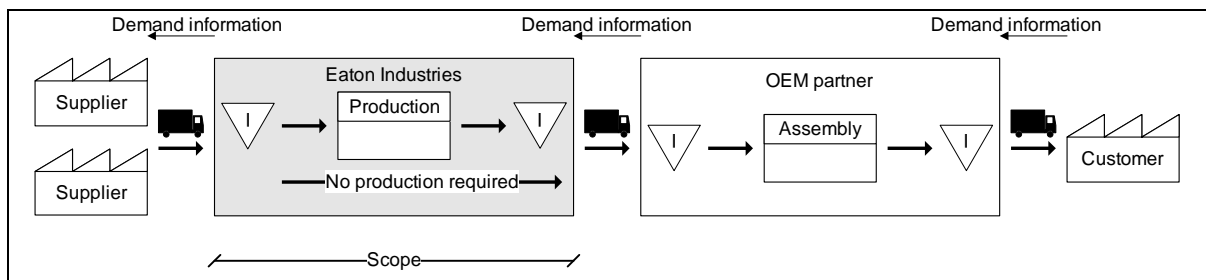 Demand information
Demand information
Demand information
Eaton Industries
OEM partner
Supplier
Supplier
I
Production
I
No production required
I
Assembly
I
Customer
Scope